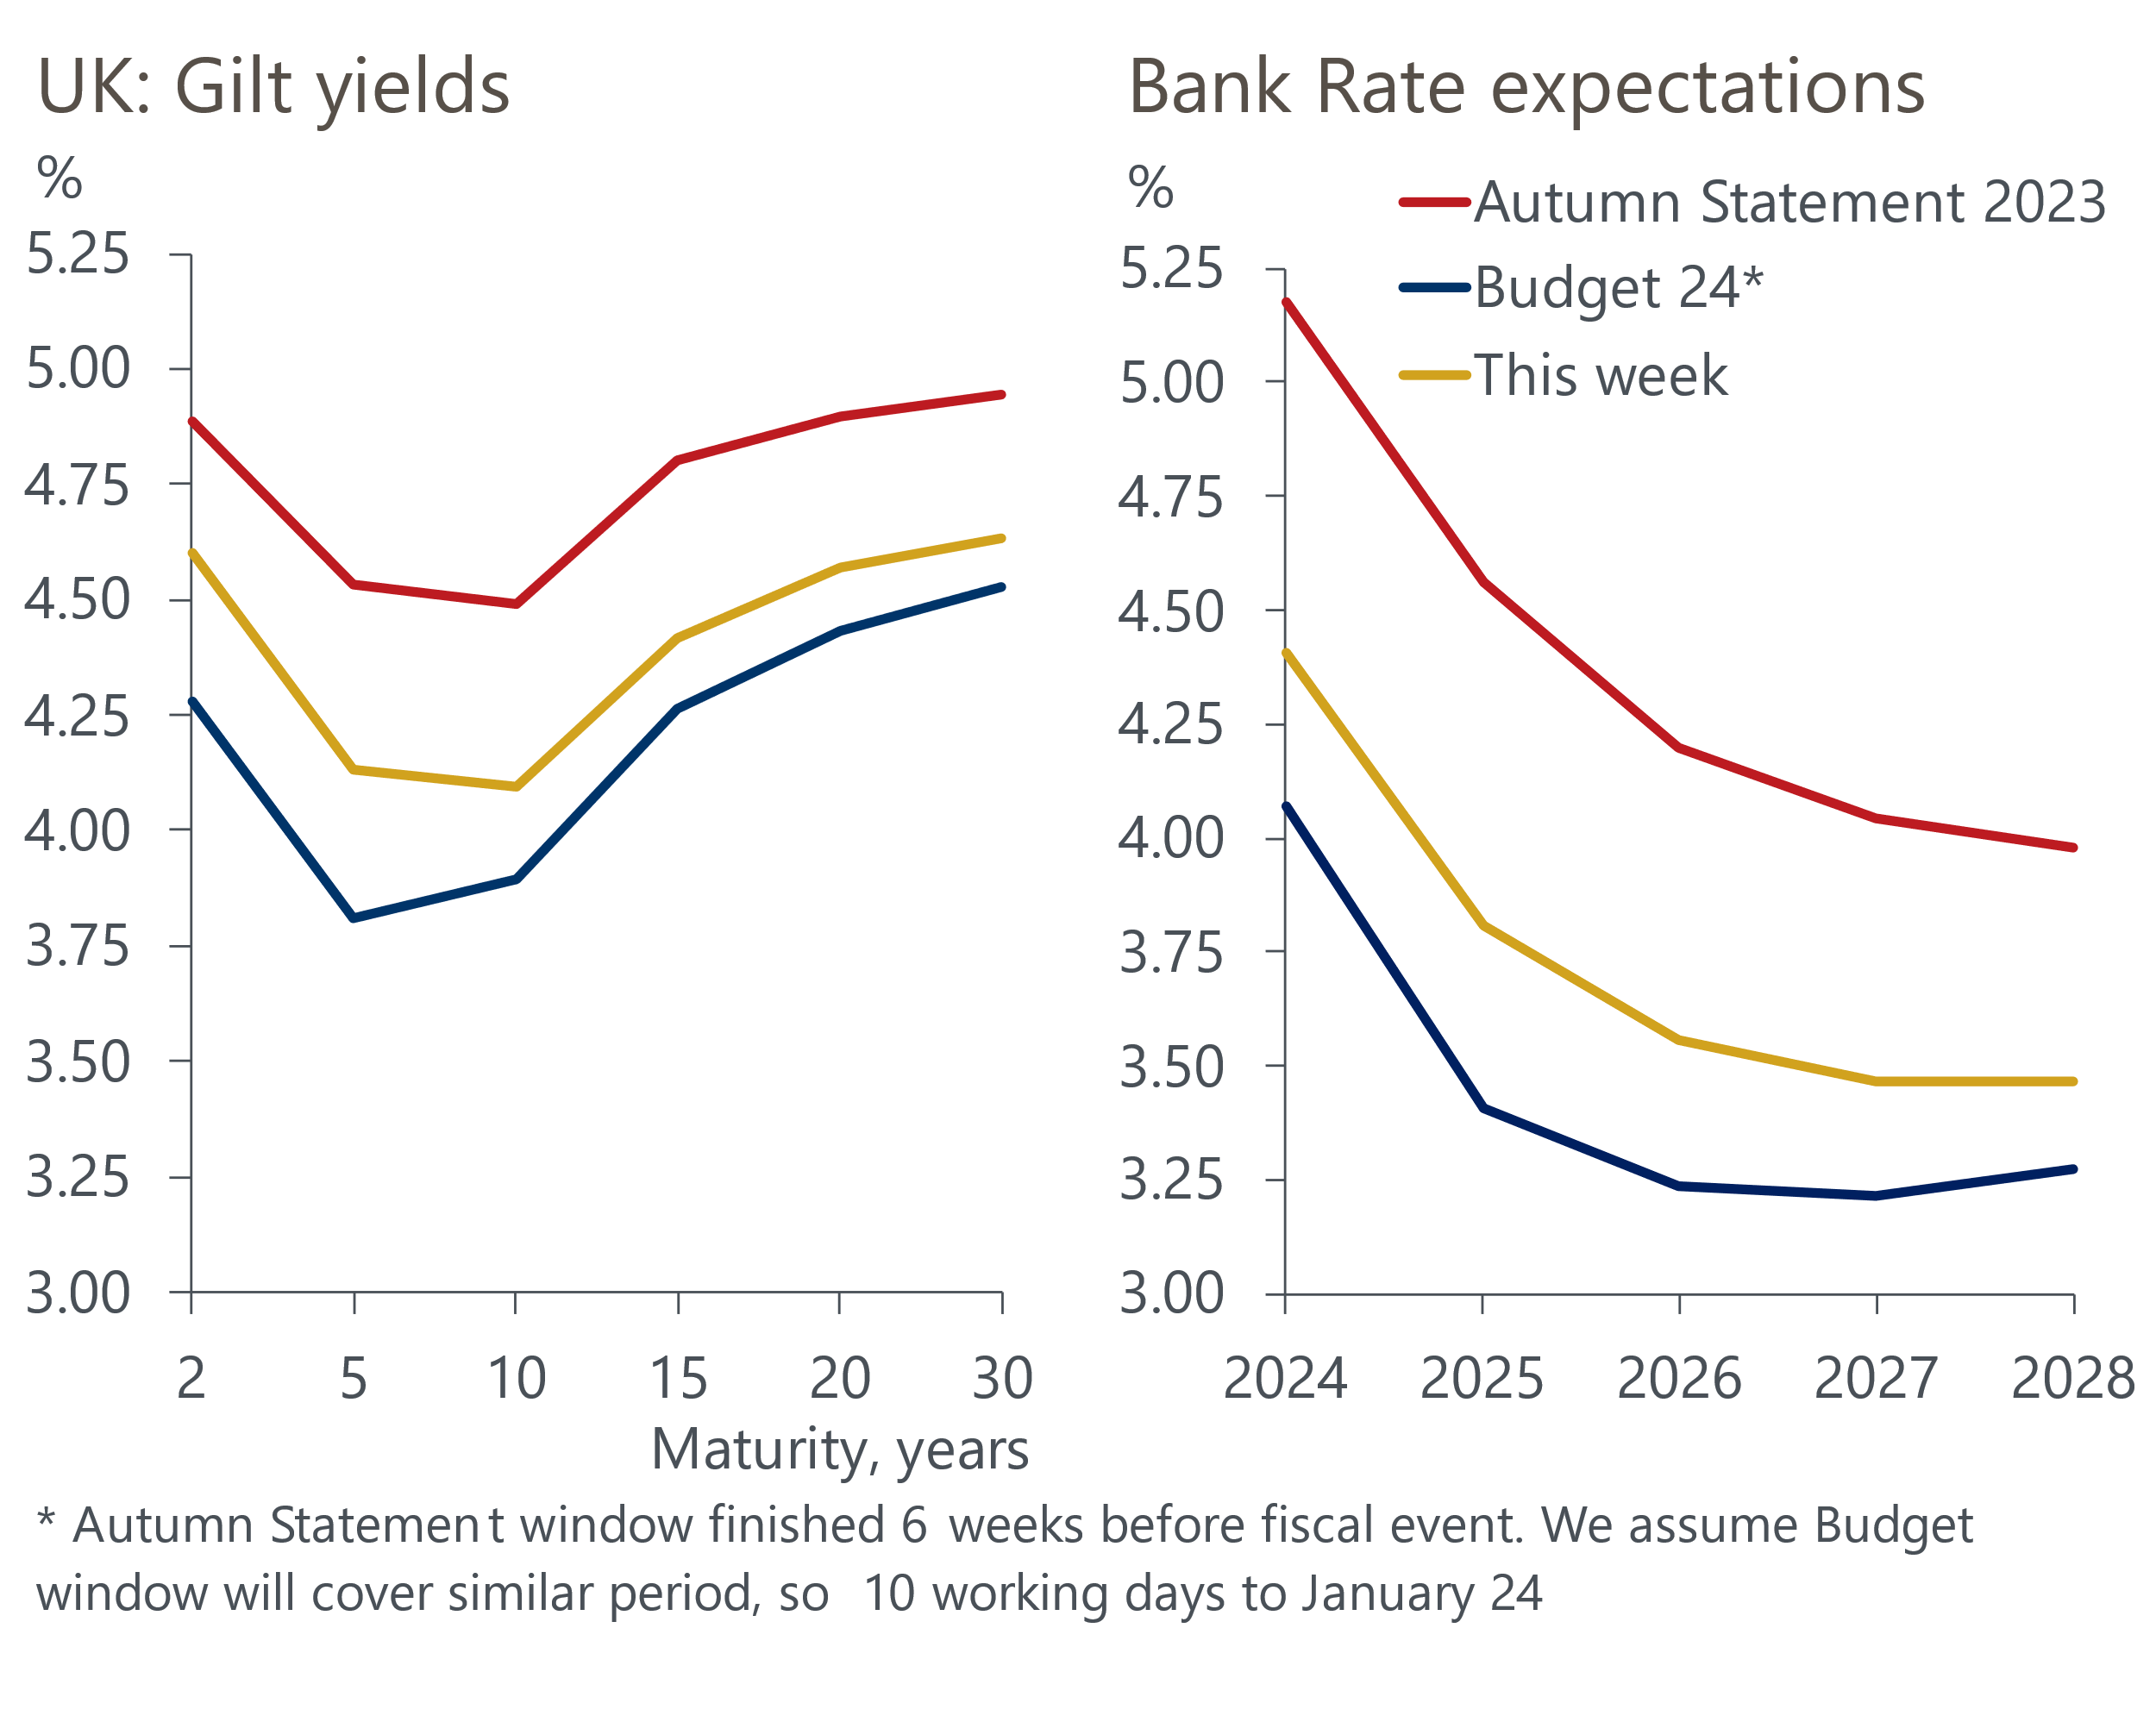 UK: Gilt yields
%
5.25
5.00
4.75
4.50
4.25
4.00
3.75
3.50
3.25
3.00
2 5 10 15 20 30
Maturity, years
Bank Rate expectations
%
Autumn Statement 2023
Budget 24*
This week
5.25
5.00
4.75
4.50
4.25
4.00
3.75
3.50
3.25
3.00
2024 2025 2026 2027 2028
* Autumn Statement window finished 6 weeks before fiscal event. We assume Budget
window will cover similar period, so 10 working days to January 24